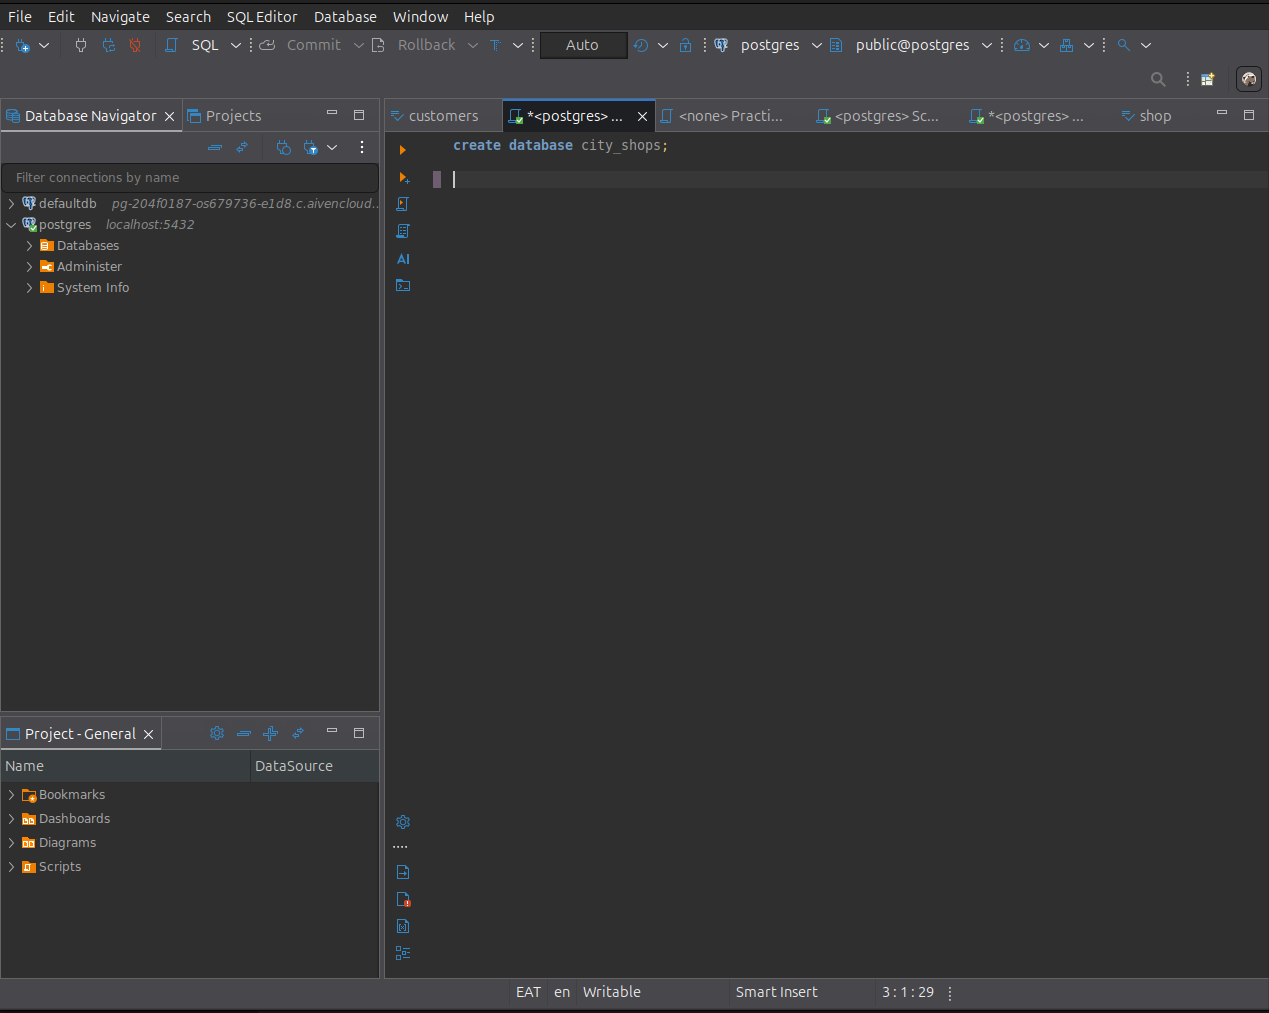 File Edit Navigate Search SQL Editor Database Window Help
SQL Commit Rollback T Auto postgres public@postgres
Database Navigator Projects
customers *<postgres> ... <none> Practi... <postgres> Sc... *<postgres> ... shop
Filter connections by name
defaultdb pg-204f0187-os679736-e1d8.c.aivencloud...
postgres localhost:5432
Databases
Administer
System Info
create database city_shops;
AI
Project - General
Name DataSource
Bookmarks
Dashboards
Diagrams
Scripts
EAT en Writable Smart Insert 3 : 1 : 29